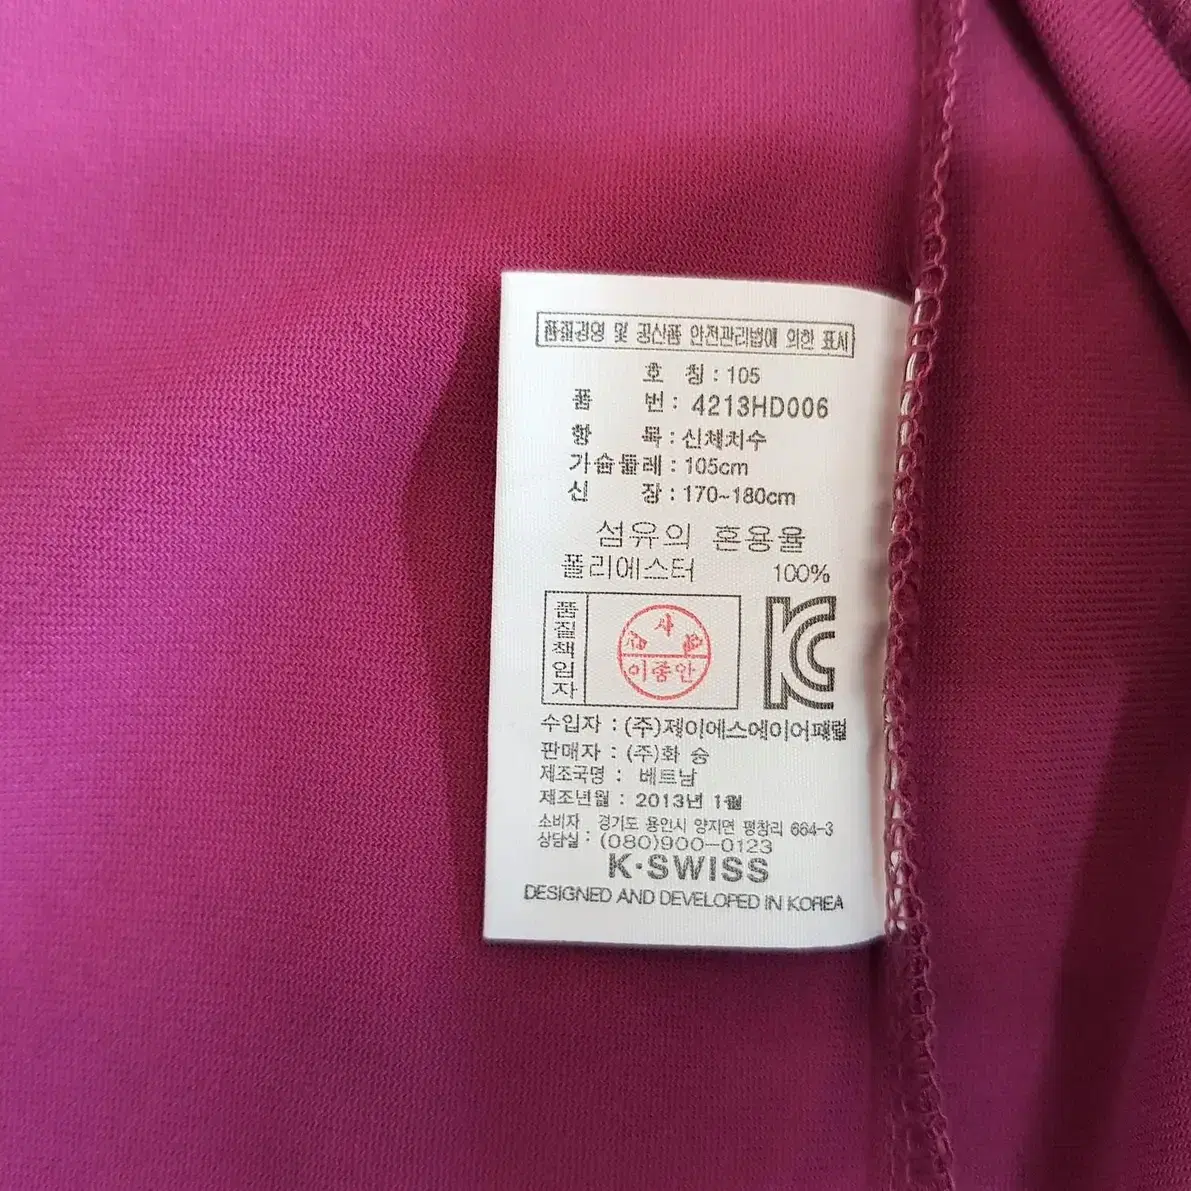 품질경영 및 공산품 안전관리법에 의한 표시
호 칭 : 105
품 번 : 4213HD006
항 목 : 신체치수
가슴둘레 : 105cm
신 장 : 170~180cm
섬유의 혼용율
폴리에스터 100%
품질책임자
사
이종안
KC
수입자 : (주)제이에스에이어패럴
판매자 : (주)화 승
제조국명 : 베트남
제조년월 : 2013년 1월
소비자 경기도 용인시 양지면 평창리 664-3
상담실 : (080)900-0123
K·SWISS
DESIGNED AND DEVELOPED IN KOREA